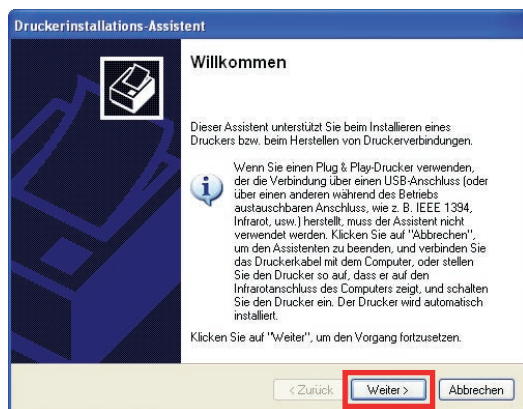 Druckerinstallations-Assistent
Willkommen
Dieser Assistent unterstützt Sie beim Installieren eines
Druckers bzw. beim Herstellen von Druckerverbindungen.
Wenn Sie einen Plug & Play-Drucker verwenden,
der die Verbindung über einen USB-Anschluss (oder
über einen anderen während des Betriebs
austauschbaren Anschluss, wie z. B. IEEE 1394,
Infrarot, usw.) herstellt, muss der Assistent nicht
verwendet werden. Klicken Sie auf "Abbrechen",
um den Assistenten zu beenden, und verbinden Sie
das Druckerkabel mit dem Computer, oder stellen
Sie den Drucker so auf, dass er auf den
Infrarotanschluss des Computers zeigt, und schalten
Sie den Drucker ein. Der Drucker wird automatisch
installiert.
Klicken Sie auf "Weiter", um den Vorgang fortzusetzen.
< Zurück Weiter > Abbrechen